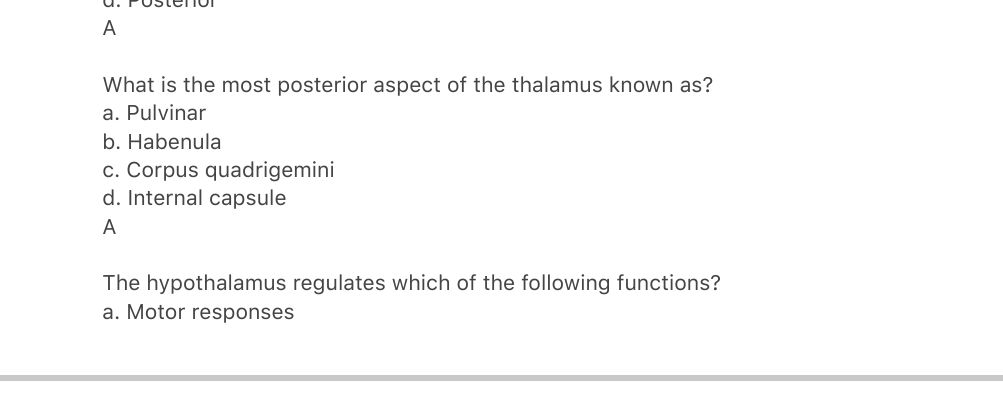 d. Posterior
A
What is the most posterior aspect of the thalamus known as?
a. Pulvinar
b. Habenula
c. Corpus quadrigemini
d. Internal capsule
A
The hypothalamus regulates which of the following functions?
a. Motor responses